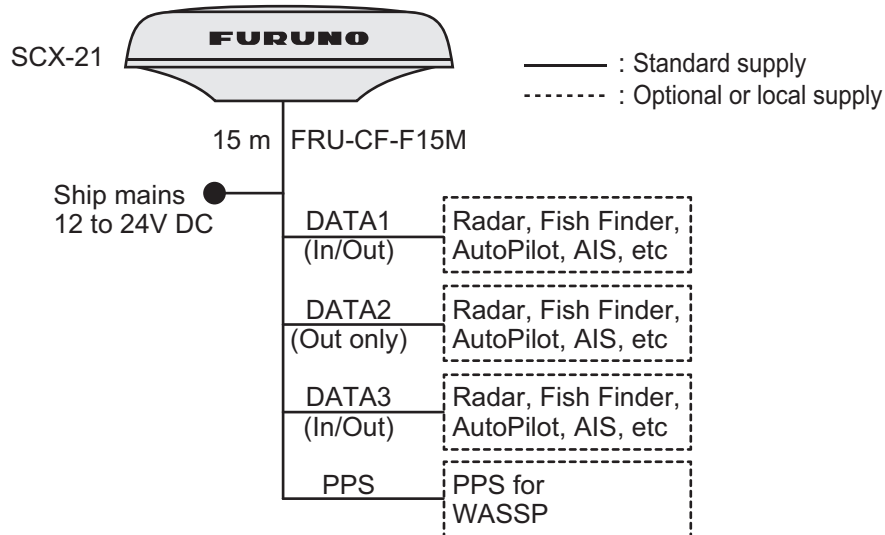 FURUNO
SCX-21
: Standard supply
: Optional or local supply
15 m FRU-CF-F15M
Ship mains
12 to 24V DC
DATA1
(In/Out)
Radar, Fish Finder,
AutoPilot, AIS, etc
DATA2
(Out only)
Radar, Fish Finder,
AutoPilot, AIS, etc
DATA3
(In/Out)
Radar, Fish Finder,
AutoPilot, AIS, etc
PPS
PPS for
WASSP